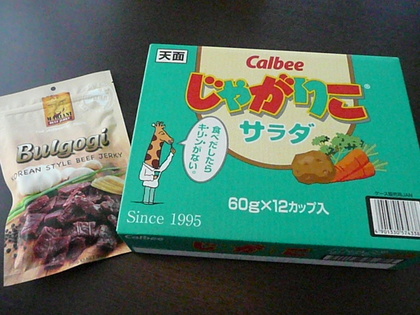 Bulgogi
KOREAN STYLE BEEF JERKY
天面
Calbee
じゃがりこ
サラダ
食べだしたら
キリンがない。
Since 1995
60g×12カップ入
Calbee